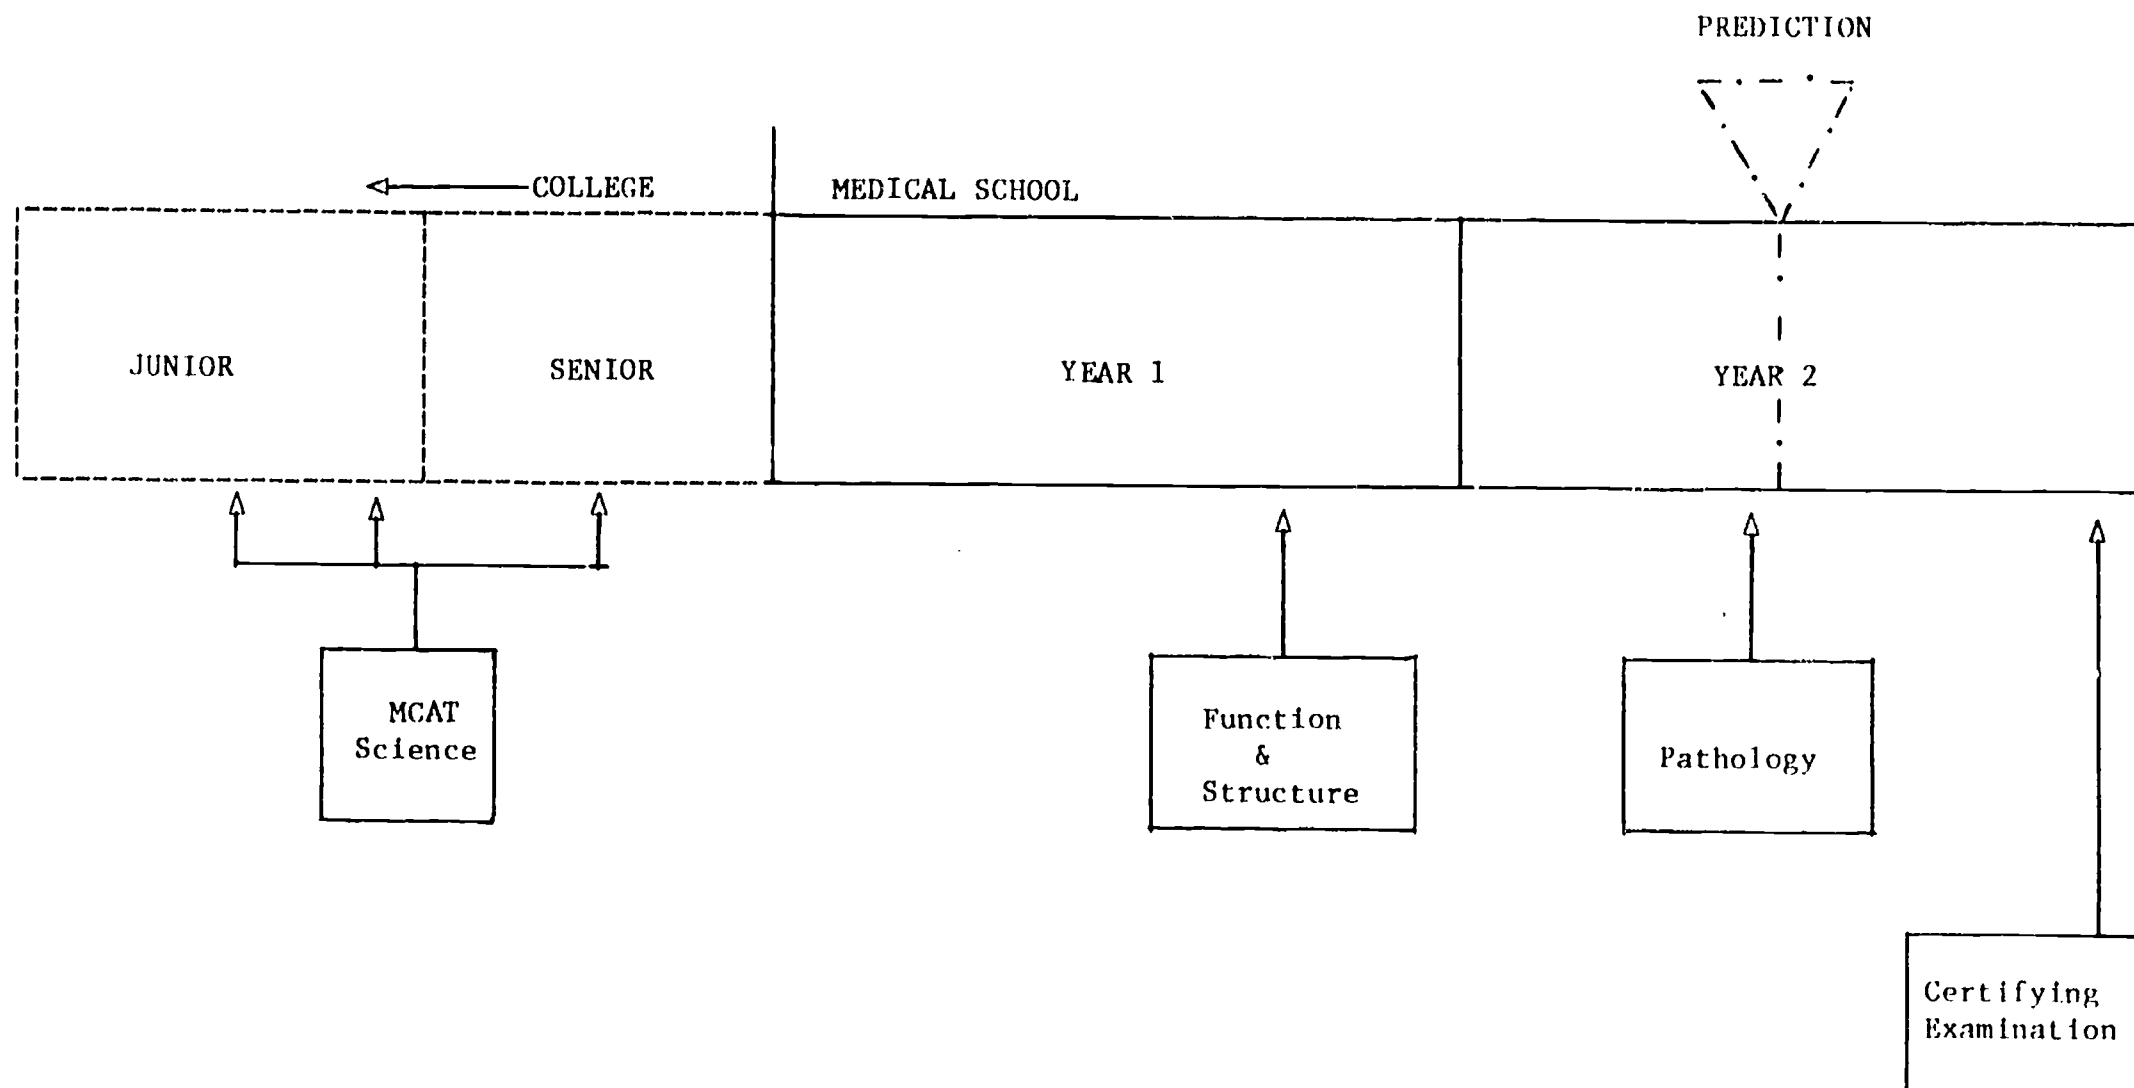 PREDICTION
COLLEGE
MEDICAL SCHOOL
JUNIOR
SENIOR
YEAR 1
YEAR 2
MCAT
Science
Function
&
Structure
Pathology
Certifying
Examination